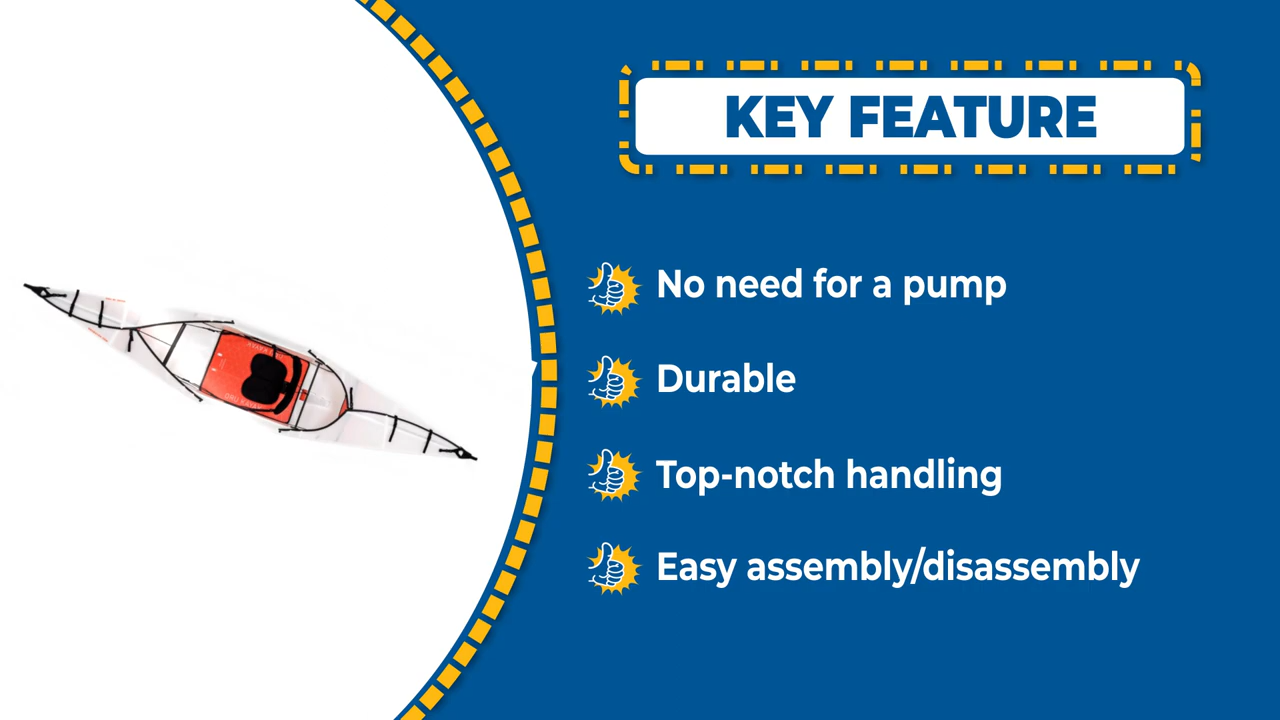 KEY FEATURE
No need for a pump
Durable
Top-notch handling
Easy assembly/disassembly